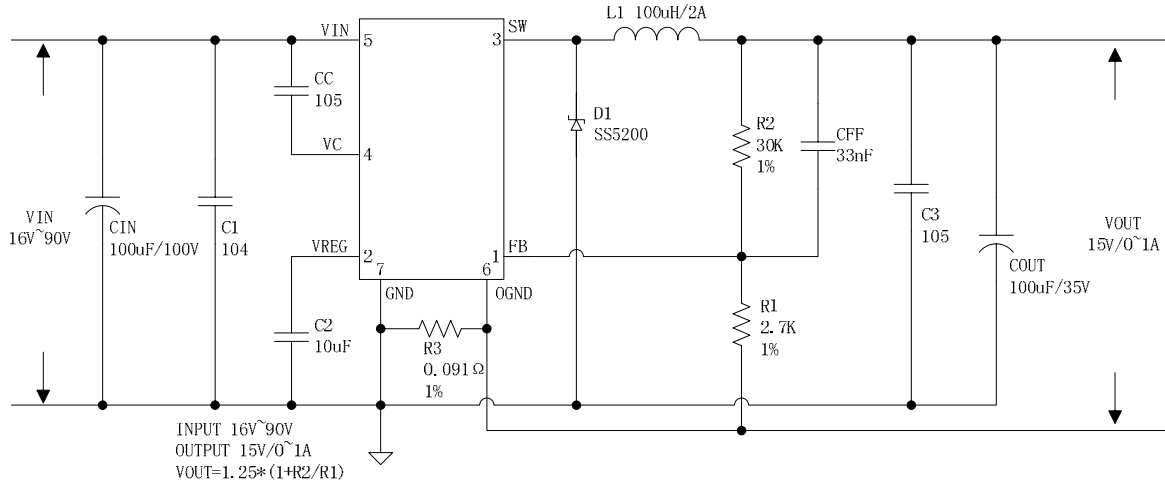 L1 100uH/2A
VIN
5
SW
3
CC
105
VC
4
D1
SS5200
R2
30K
1%
CFF
33nF
VIN
16V~90V
CIN
100uF/100V
C1
104
C3
105
VOUT
15V/0~1A
VREG
2
7
GND
6
OGND
1
FB
COUT
100uF/35V
C2
10uF
R3
0.091Ω
1%
R1
2.7K
1%
INPUT 16V~90V
OUTPUT 15V/0~1A
VOUT=1.25*(1+R2/R1)